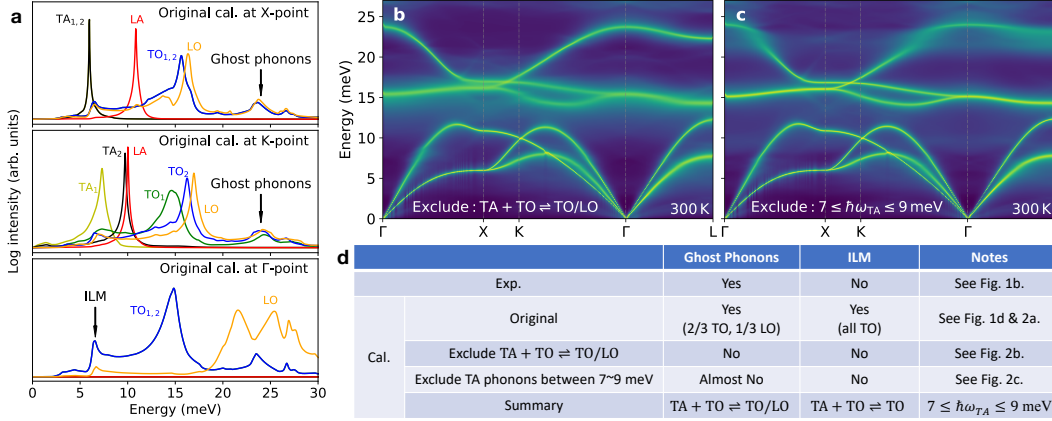 a
Original cal. at X-point
TA1,2
LA
TO1,2
LO
Ghost phonons
Original cal. at K-point
TA2
LA
TA1
TO1
TO2
LO
Ghost phonons
Original cal. at Γ-point
ILM
TO1,2
LO
Log intensity (arb. units)
0 5 10 15 20 25 30
Energy (meV)
b
Energy (meV)
25
20
15
10
5
0
Exclude : TA + TO ⇌ TO/LO
300 K
Γ X K Γ L
c
Exclude : 7 ≤ ℏωTA ≤ 9 meV
300 K
Γ X K Γ L
d
Ghost Phonons ILM Notes
Exp. Yes No See Fig. 1b.
Cal.
Original Yes (2/3 TO, 1/3 LO) Yes (all TO) See Fig. 1d & 2a.
Exclude TA + TO ⇌ TO/LO No No See Fig. 2b.
Exclude TA phonons between 7~9 meV Almost No No See Fig. 2c.
Summary TA + TO ⇌ TO/LO TA + TO ⇌ TO 7 ≤ ℏωTA ≤ 9 meV